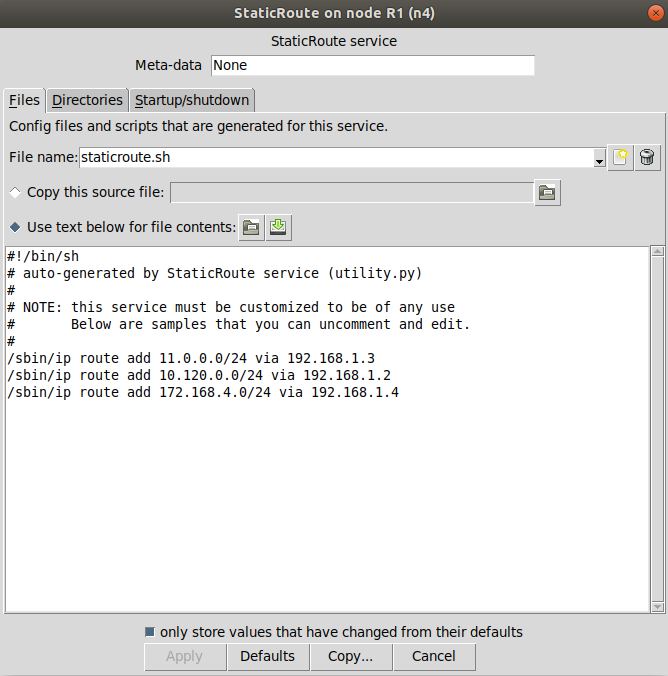 StaticRoute on node R1 (n4)
StaticRoute service
Meta-data None
Files Directories Startup/shutdown
Config files and scripts that are generated for this service.
File name: staticroute.sh
Copy this source file:
Use text below for file contents:
#!/bin/sh
# auto-generated by StaticRoute service (utility.py)
#
# NOTE: this service must be customized to be of any use
#       Below are samples that you can uncomment and edit.
#
/sbin/ip route add 11.0.0.0/24 via 192.168.1.3
/sbin/ip route add 10.120.0.0/24 via 192.168.1.2
/sbin/ip route add 172.168.4.0/24 via 192.168.1.4
only store values that have changed from their defaults
Apply Defaults Copy... Cancel